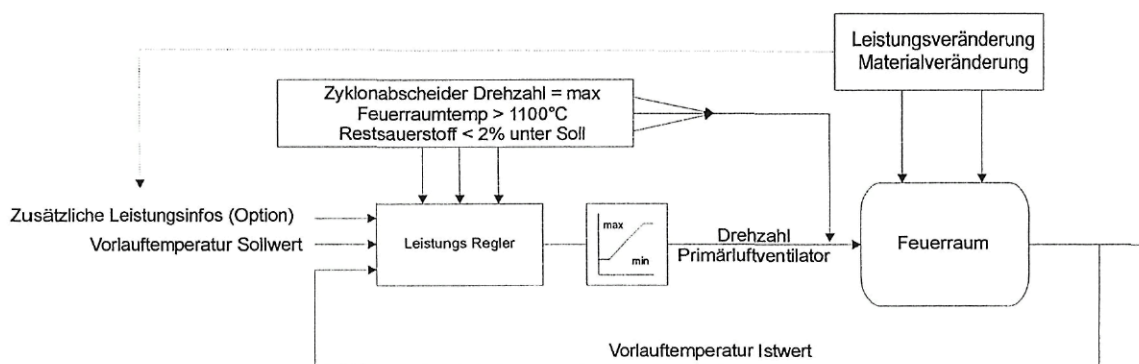 Leistungsveränderung
Materialveränderung
Zyklonabscheider Drehzahl = max
Feuerraumtemp > 1100°C
Restsauerstoff < 2% unter Soll
Zusätzliche Leistungsinfos (Option)
Vorlauftemperatur Sollwert
Leistungs Regler
max
min
Drehzahl
Primärluftventilator
Feuerraum
Vorlauftemperatur Istwert